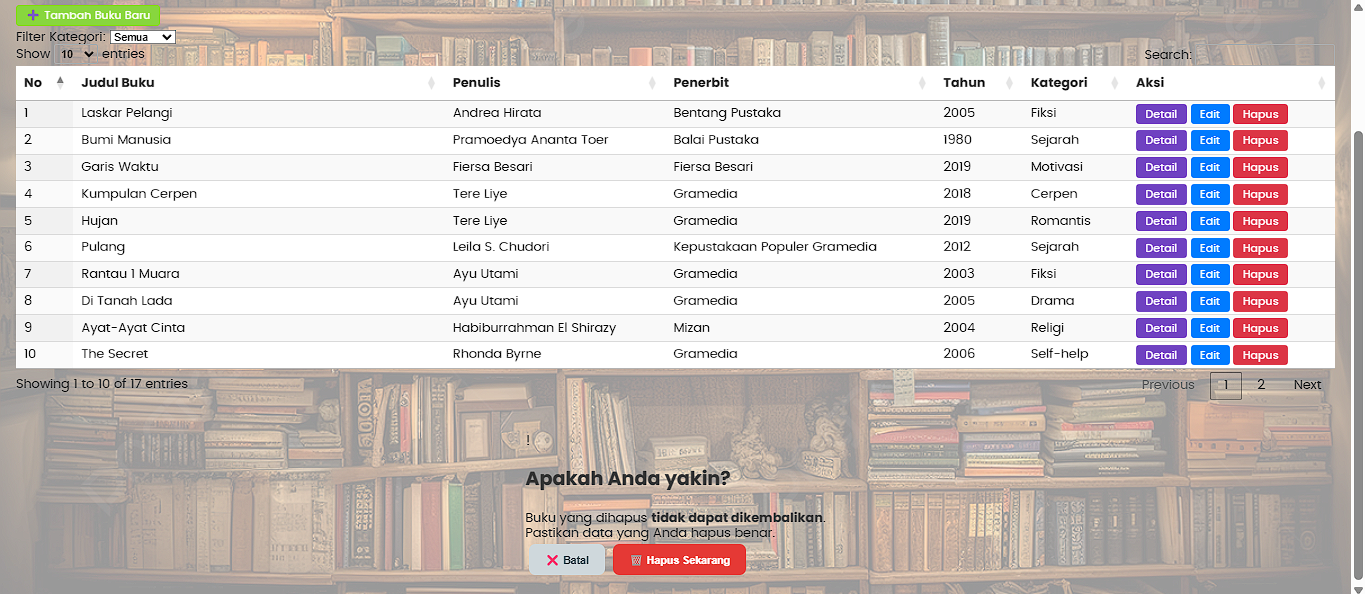 + Tambah Buku Baru
Filter Kategori: Semua
Show 10 entries
Search:
No Judul Buku Penulis Penerbit Tahun Kategori Aksi
1 Laskar Pelangi Andrea Hirata Bentang Pustaka 2005 Fiksi Detail Edit Hapus
2 Bumi Manusia Pramoedya Ananta Toer Balai Pustaka 1980 Sejarah Detail Edit Hapus
3 Garis Waktu Fiersa Besari Fiersa Besari 2019 Motivasi Detail Edit Hapus
4 Kumpulan Cerpen Tere Liye Gramedia 2018 Cerpen Detail Edit Hapus
5 Hujan Tere Liye Gramedia 2019 Romantis Detail Edit Hapus
6 Pulang Leila S. Chudori Kepustakaan Populer Gramedia 2012 Sejarah Detail Edit Hapus
7 Rantau 1 Muara Ayu Utami Gramedia 2003 Fiksi Detail Edit Hapus
8 Di Tanah Lada Ayu Utami Gramedia 2005 Drama Detail Edit Hapus
9 Ayat-Ayat Cinta Habiburrahman El Shirazy Mizan 2004 Religi Detail Edit Hapus
10 The Secret Rhonda Byrne Gramedia 2006 Self-help Detail Edit Hapus
Showing 1 to 10 of 17 entries
Previous 1 2 Next
!
Apakah Anda yakin?
Buku yang dihapus tidak dapat dikembalikan.
Pastikan data yang Anda hapus benar.
❌ Batal 🗑 Hapus Sekarang